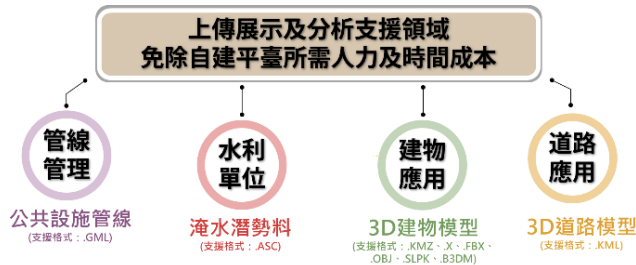 上傳展示及分析支援領域
免除自建平臺所需人力及時間成本
管線
管理
公共設施管線
(支援格式：.GML)
水利
單位
淹水潛勢料
(支援格式：.ASC)
建物
應用
3D建物模型
(支援格式：.KMZ、.X、.FBX、
.OBJ、.SLPK、.B3DM)
道路
應用
3D道路模型
(支援格式：.KML)